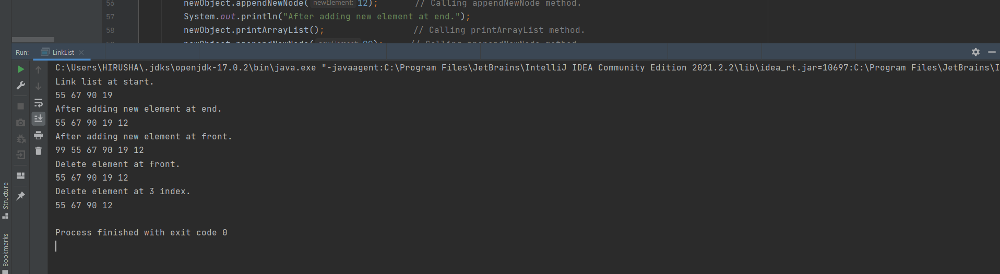 56 newObject.appendNewNode( newElement: 12); // Calling appendNewNode method.
57 System.out.println("After adding new element at end.");
58 newObject.printArrayList(); // Calling printArrayList method.
Run: LinkList
C:\Users\HIRUSHA\.jdks\openjdk-17.0.2\bin\java.exe "-javaagent:C:\Program Files\JetBrains\IntelliJ IDEA Community Edition 2021.2.2\lib\idea_rt.jar=10697:C:\Program Files\JetBrains\I
Link list at start.
55 67 90 19
After adding new element at end.
55 67 90 19 12
After adding new element at front.
99 55 67 90 19 12
Delete element at front.
55 67 90 19 12
Delete element at 3 index.
55 67 90 12
Process finished with exit code 0
Structure
Bookmarks